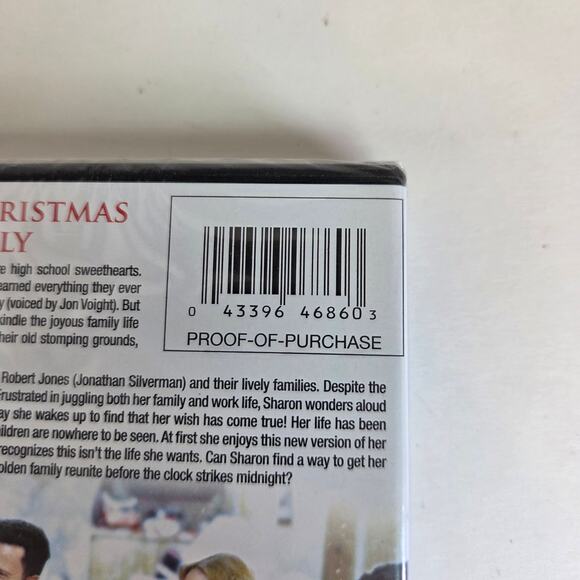 RISTMAS
LY
e high school sweethearts.
earned everything they ever
y (voiced by Jon Voight). But
kindle the joyous family life
heir old stomping grounds,
0 43396 46860 3
PROOF-OF-PURCHASE
Robert Jones (Jonathan Silverman) and their lively families. Despite the
Frustrated in juggling both her family and work life, Sharon wonders aloud
ay she wakes up to find that her wish has come true! Her life has been
ildren are nowhere to be seen. At first she enjoys this new version of her
recognizes this isn't the life she wants. Can Sharon find a way to get her
olden family reunite before the clock strikes midnight?